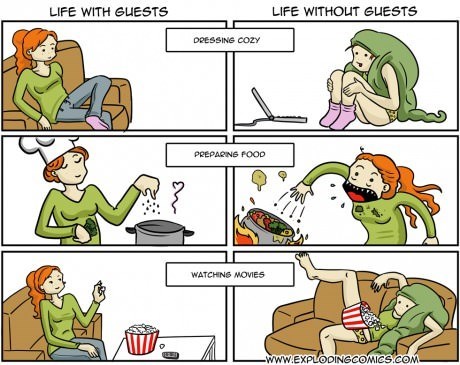 LIFE WITH GUESTS
LIFE WITHOUT GUESTS
DRESSING COZY
PREPARING FOOD
WATCHING MOVIES
WWW.EXPLODINGCOMICS.COM